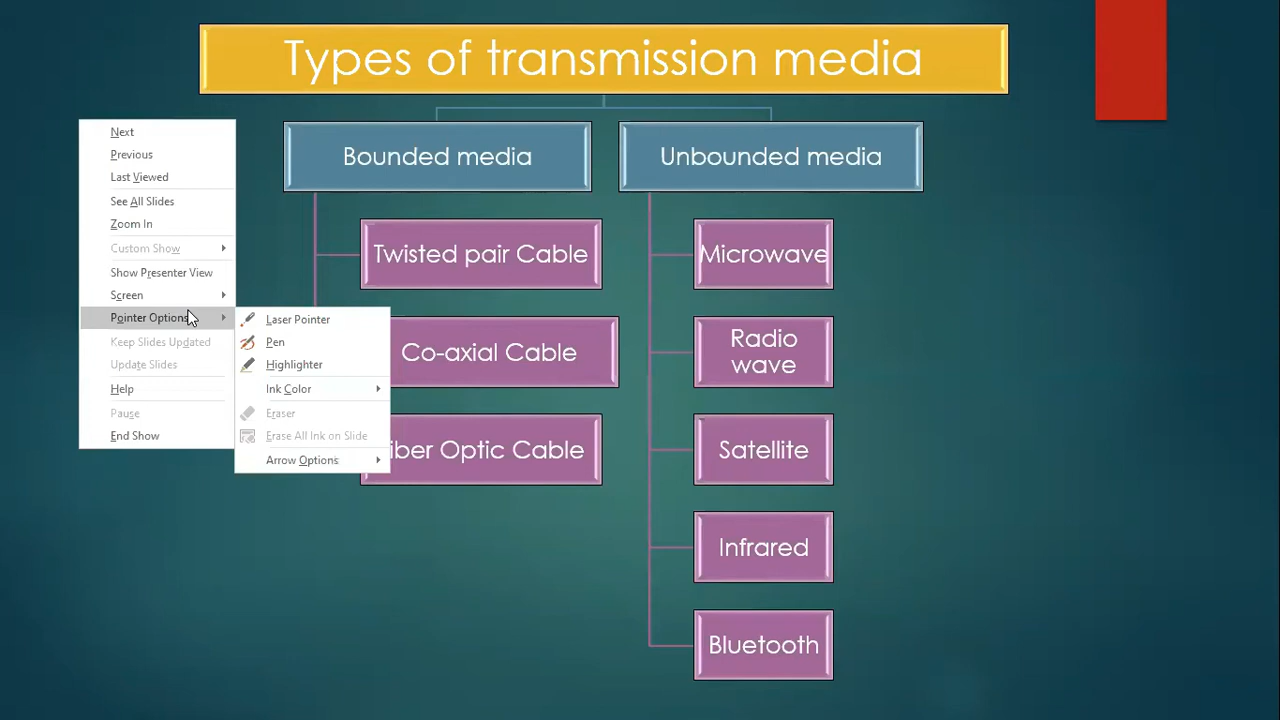 Types of transmission media
Bounded media
Unbounded media
Twisted pair Cable
Co-axial Cable
iber Optic Cable
Microwave
Radio
wave
Satellite
Infrared
Bluetooth
Next
Previous
Last Viewed
See All Slides
Zoom In
Custom Show
Show Presenter View
Screen
Pointer Options
Keep Slides Updated
Update Slides
Help
Pause
End Show
Laser Pointer
Pen
Highlighter
Ink Color
Eraser
Erase All Ink on Slide
Arrow Options